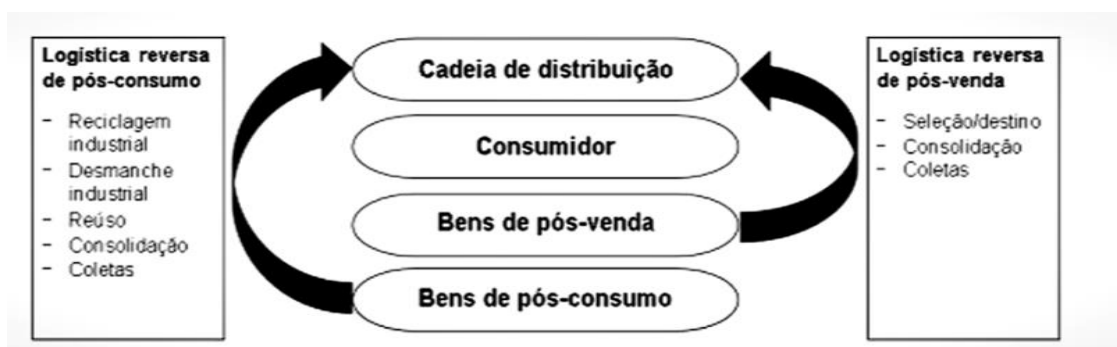 Logística reversa
de pós-consumo
- Reciclagem
industrial
- Desmanche
industrial
- Reúso
- Consolidação
- Coletas
Cadeia de distribuição
Consumidor
Bens de pós-venda
Bens de pós-consumo
Logística reversa
de pós-venda
- Seleção/destino
- Consolidação
- Coletas